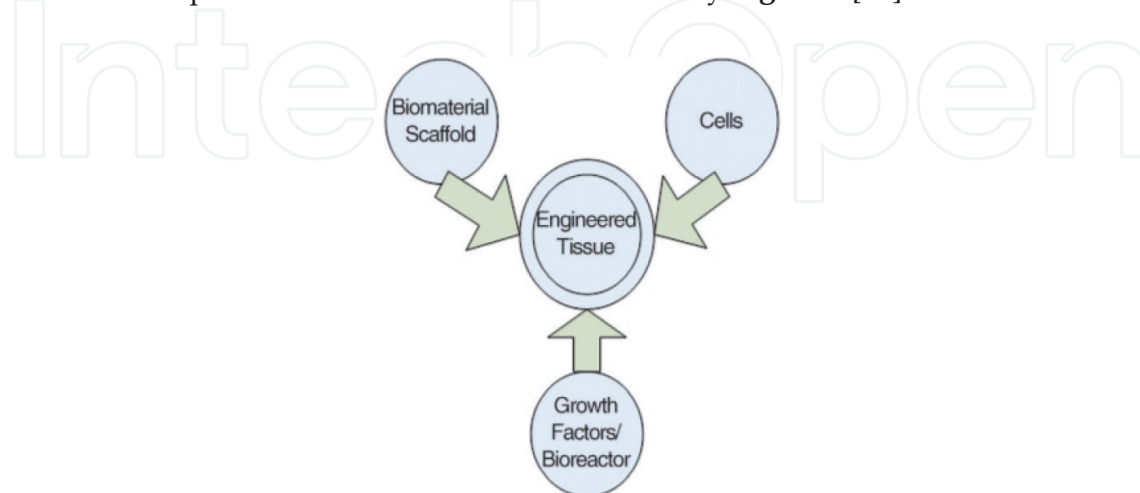 IntechOpen
Biomaterial
Scaffold
Cells
Engineered
Tissue
Growth
Factors/
Bioreactor